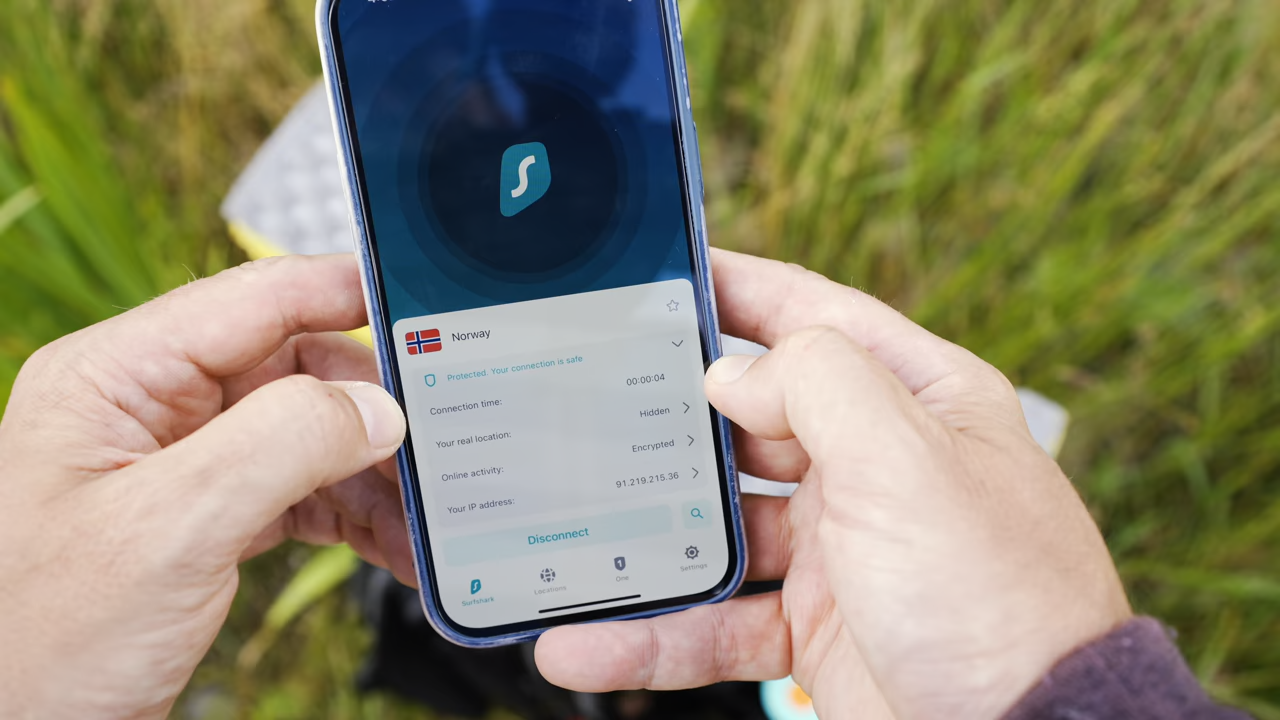 Norway
Protected. Your connection is safe
Connection time: 00:00:04
Your real location: Hidden
Online activity: Encrypted
Your IP address: 91.219.215.36
Disconnect
Surfshark Locations One Settings